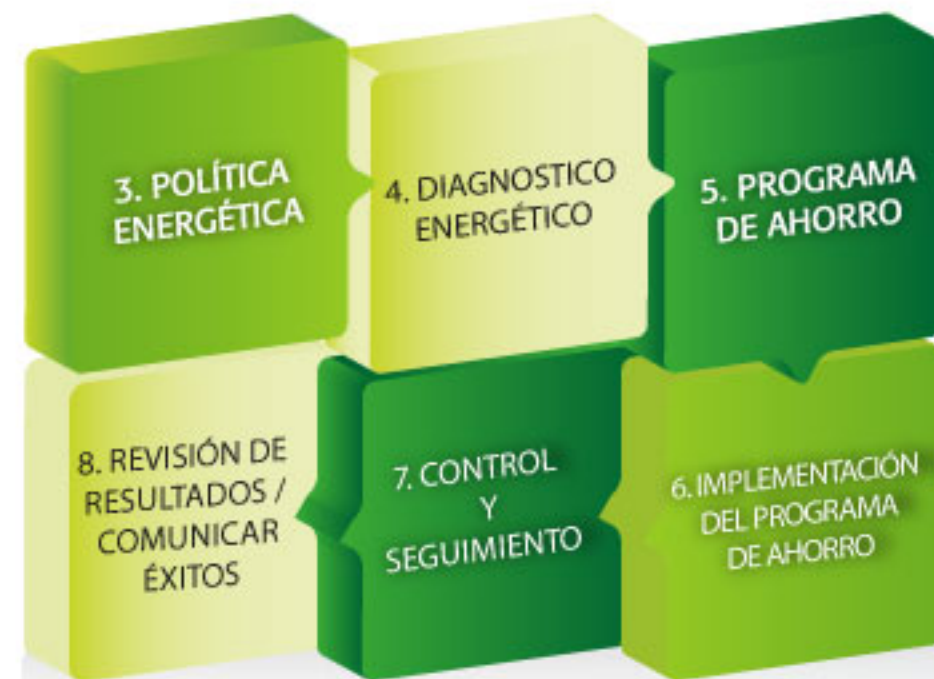 3. POLÍTICA
ENERGÉTICA
4. DIAGNOSTICO
ENERGÉTICO
5. PROGRAMA
DE AHORRO
6. IMPLEMENTACIÓN
DEL PROGRAMA
DE AHORRO
7. CONTROL
Y
SEGUIMIENTO
8. REVISIÓN DE
RESULTADOS /
COMUNICAR
ÉXITOS